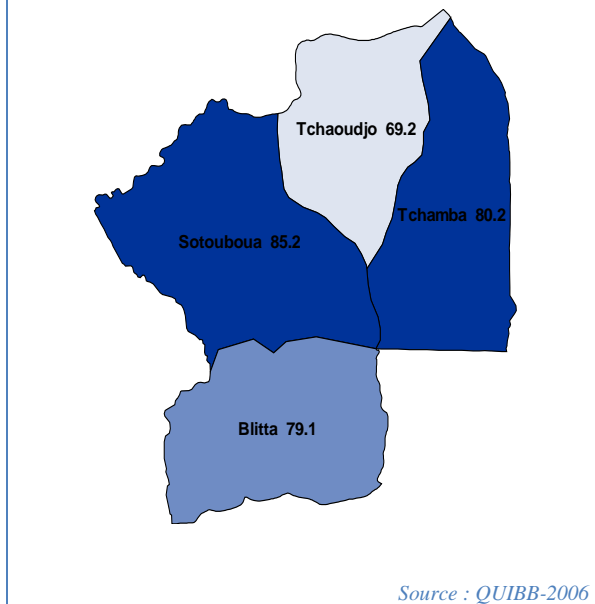 Tchaoudjo 69.2
Tchamba 80.2
Sotouboua 85.2
Blitta 79.1
Source : QUIBB-2006